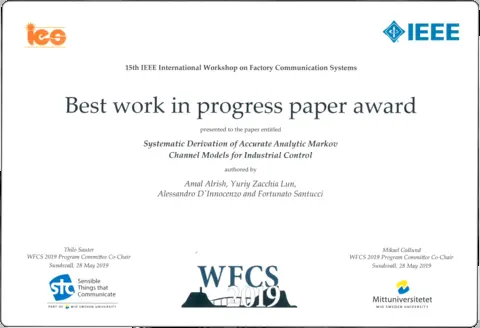 ies
IEEE
15th IEEE International Workshop on Factory Communication Systems
Best work in progress paper award
presented to the paper entitled
Systematic Derivation of Accurate Analytic Markov
Channel Models for Industrial Control
authored by
Amal Alrish, Yuriy Zacchia Lun,
Alessandro D'Innocenzo and Fortunato Santucci
Thilo Sauter
WFCS 2019 Program Committee Co-Chair
Sundsvall, 28 May 2019
Mikael Gidlund
WFCS 2019 Program Committee Co-Chair
Sundsvall, 28 May 2019
stc
Sensible
Things that
Communicate
PART OF MID SWEDEN UNIVERSITY
WFCS
2019
Mittuniversitetet
MID SWEDEN UNIVERSITY